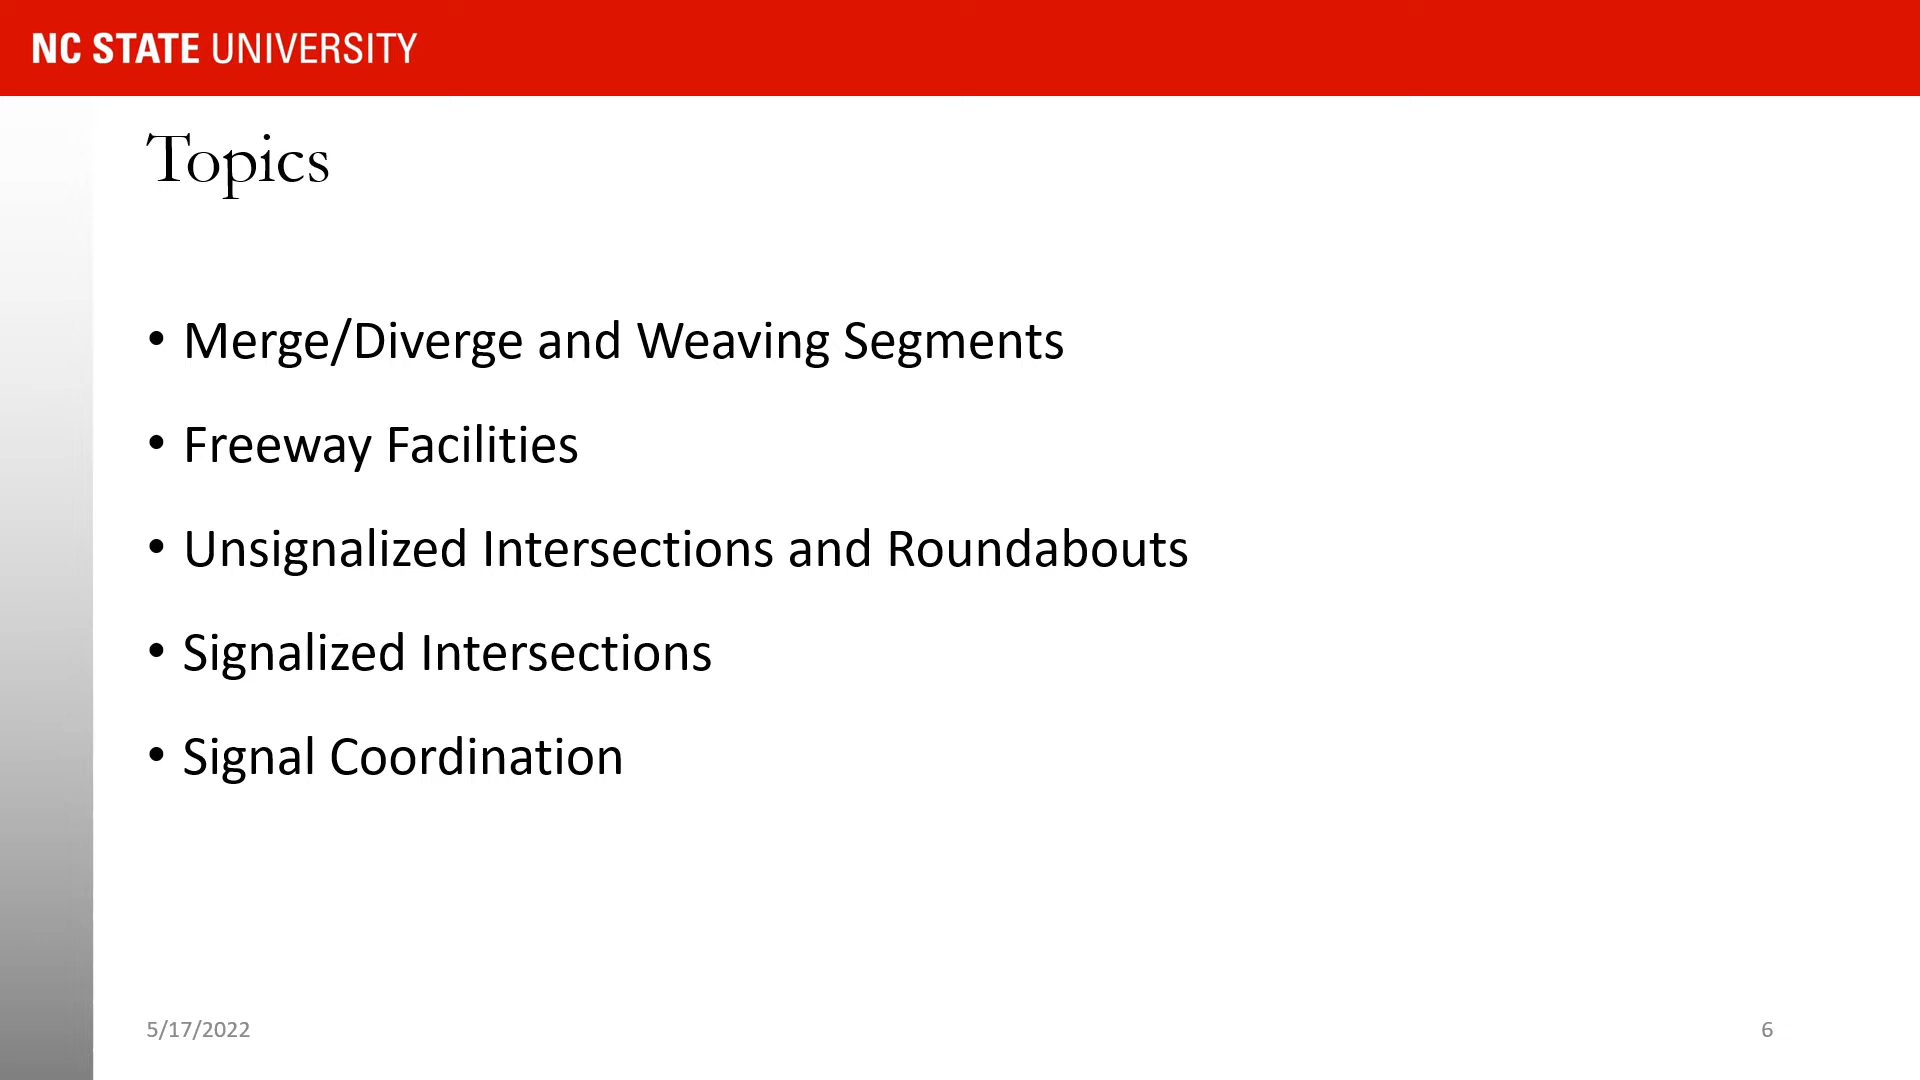 NC STATE UNIVERSITY
Topics
• Merge/Diverge and Weaving Segments
• Freeway Facilities
• Unsignalized Intersections and Roundabouts
• Signalized Intersections
• Signal Coordination
5/17/2022
6